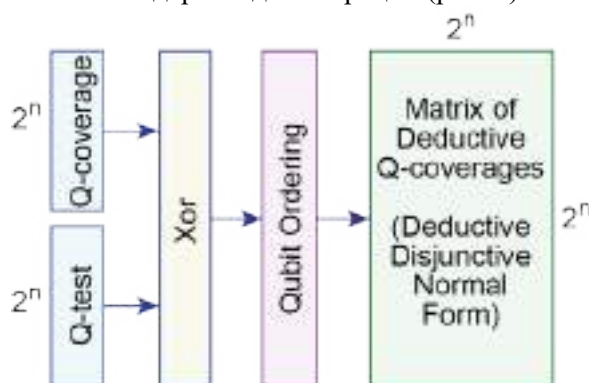 2ⁿ
Q-coverage
2ⁿ
Q-test
Xor
Qubit Ordering
2ⁿ
Matrix of
Deductive
Q-coverages
(Deductive
Disjunctive
Normal
Form)
2ⁿ